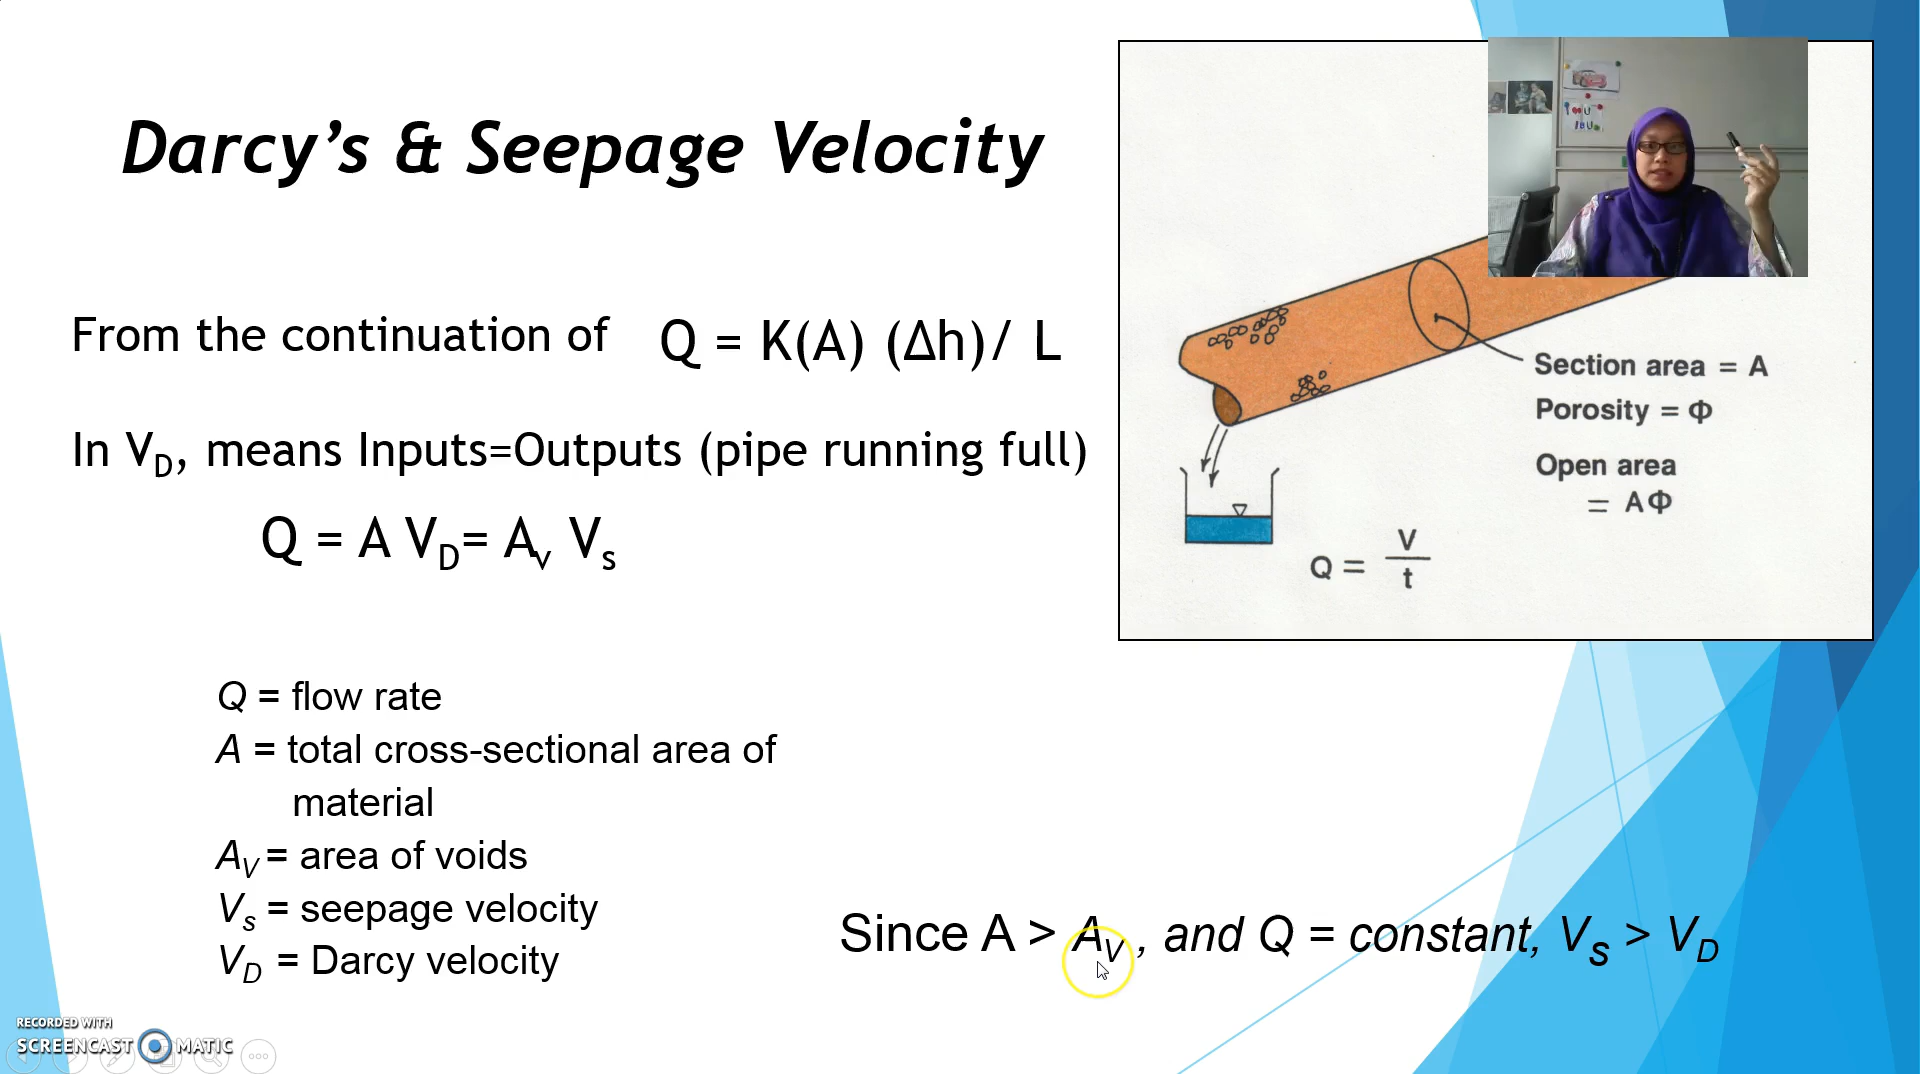 Darcy’s & Seepage Velocity
From the continuation of Q = K(A) (Δh)/ L
In VD, means Inputs=Outputs (pipe running full)
Q = A VD= Av Vs
Q = flow rate
A = total cross-sectional area of
material
AV = area of voids
Vs = seepage velocity
VD = Darcy velocity
Since A > AV , and Q = constant, Vs > VD
Section area = A
Porosity = Φ
Open area
= AΦ
Q = V
t
RECORDED WITH
SCREENCAST MATIC